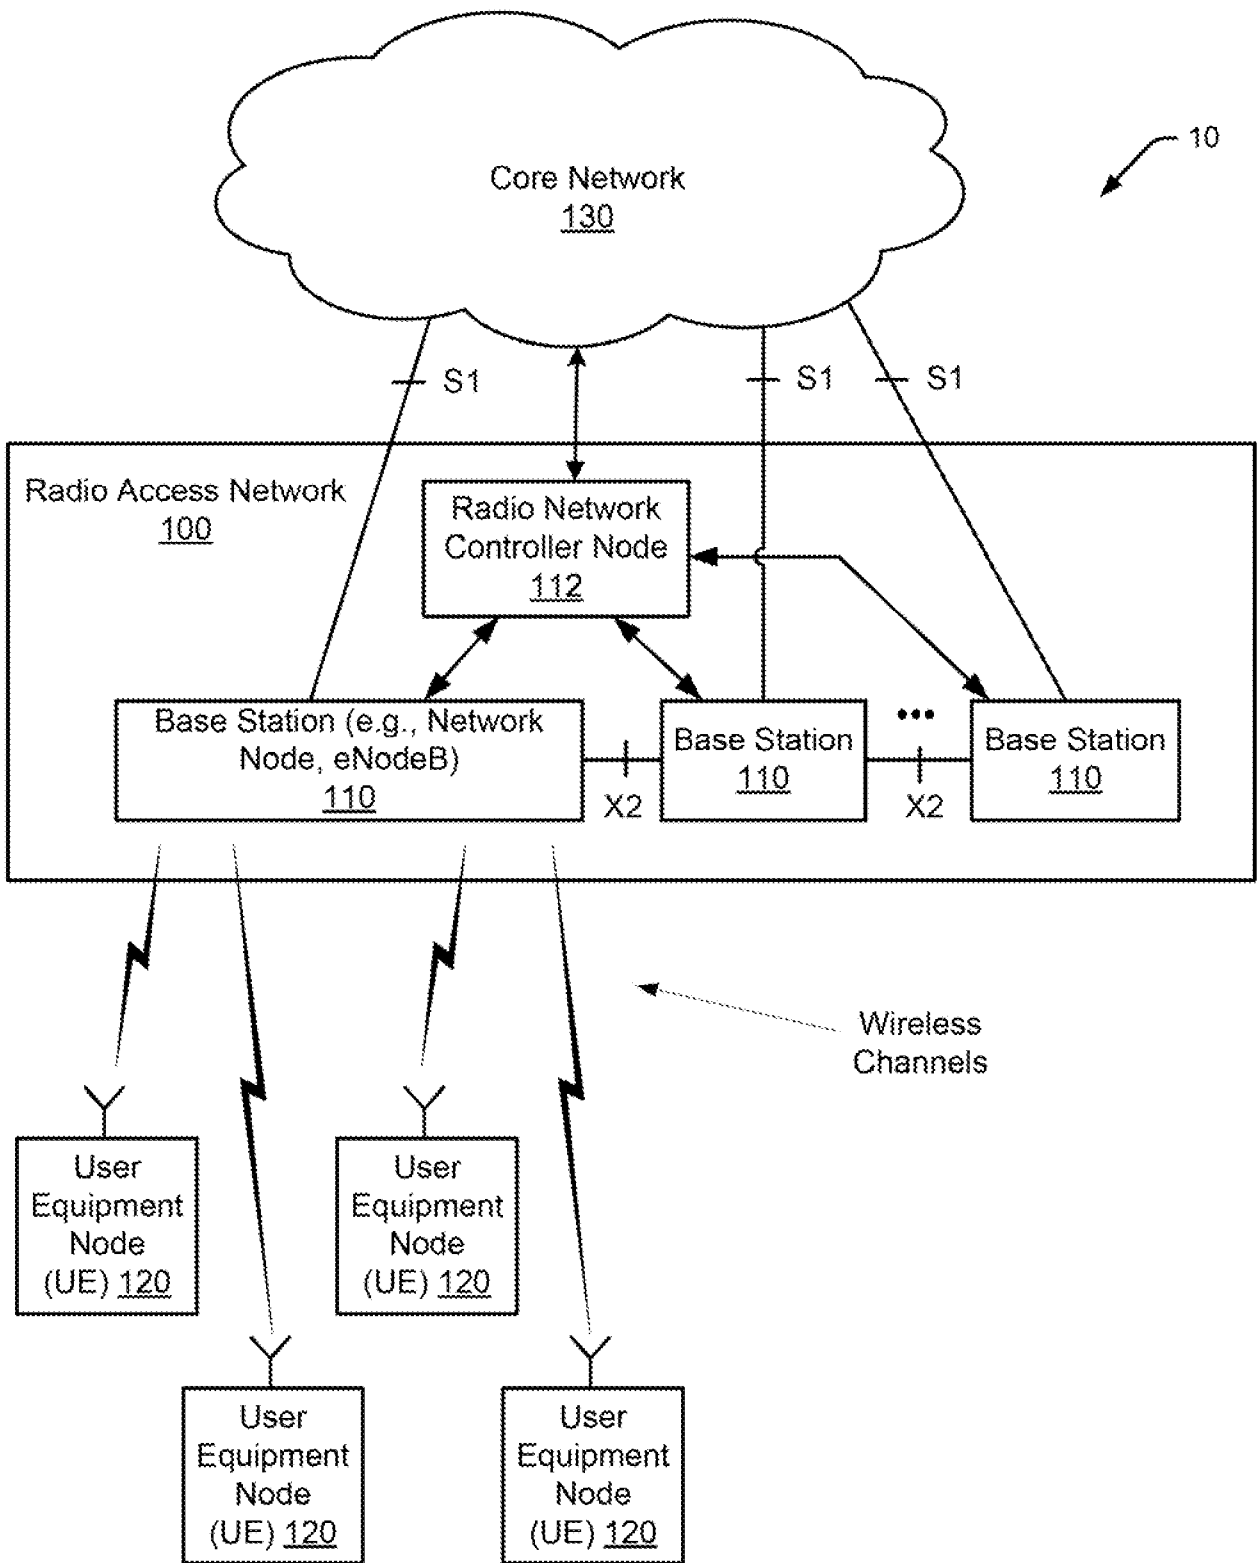 10
Core Network
130
S1
S1
S1
Radio Access Network
100
Radio Network
Controller Node
112
Base Station (e.g., Network
Node, eNodeB)
110
X2
Base Station
110
•••
X2
Base Station
110
Wireless
Channels
User
Equipment
Node
(UE) 120
User
Equipment
Node
(UE) 120
User
Equipment
Node
(UE) 120
User
Equipment
Node
(UE) 120